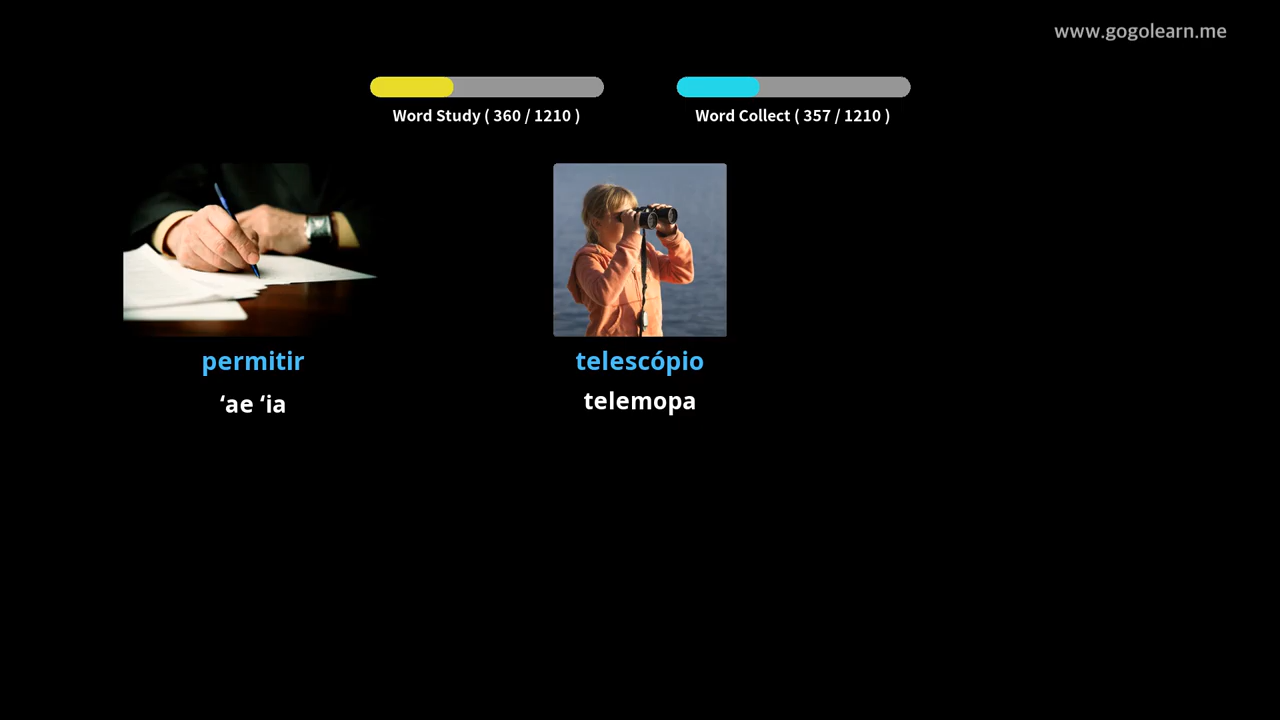 www.gogolearn.me
Word Study ( 360 / 1210 )
Word Collect ( 357 / 1210 )
permitir
‘ae ‘ia
telescópio
telemopa